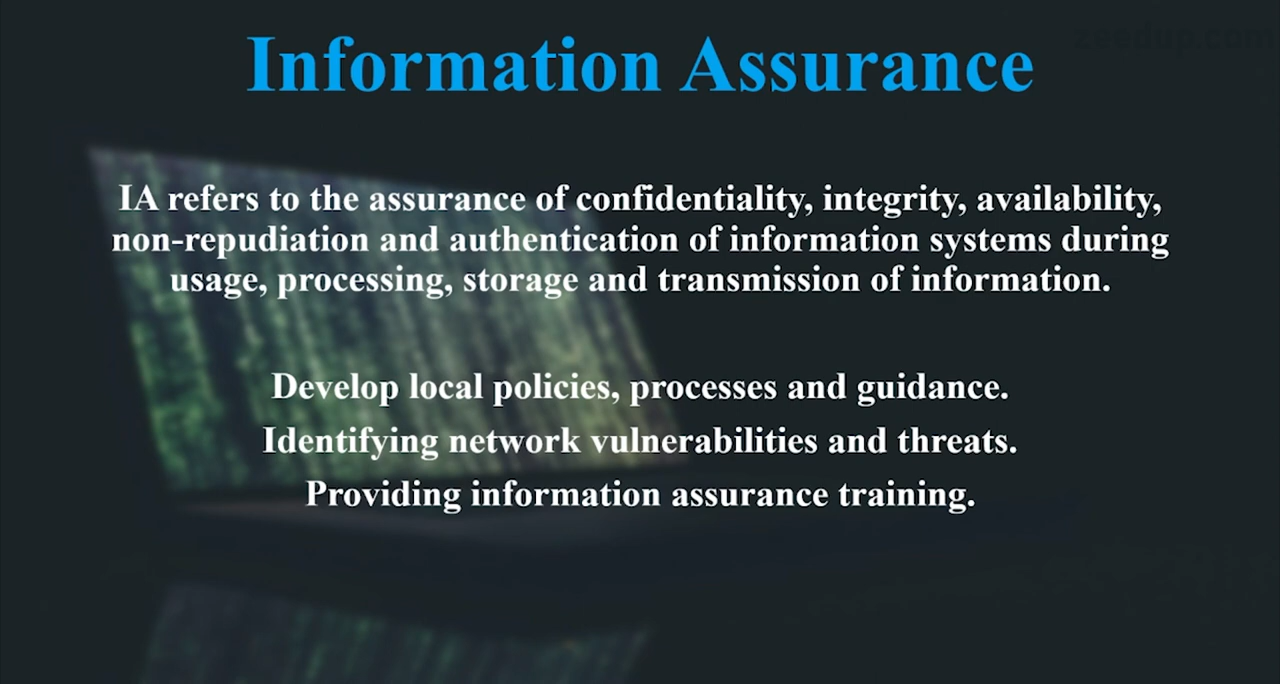 zaedup.com
Information Assurance
IA refers to the assurance of confidentiality, integrity, availability,
non-repudiation and authentication of information systems during
usage, processing, storage and transmission of information.
Develop local policies, processes and guidance.
Identifying network vulnerabilities and threats.
Providing information assurance training.